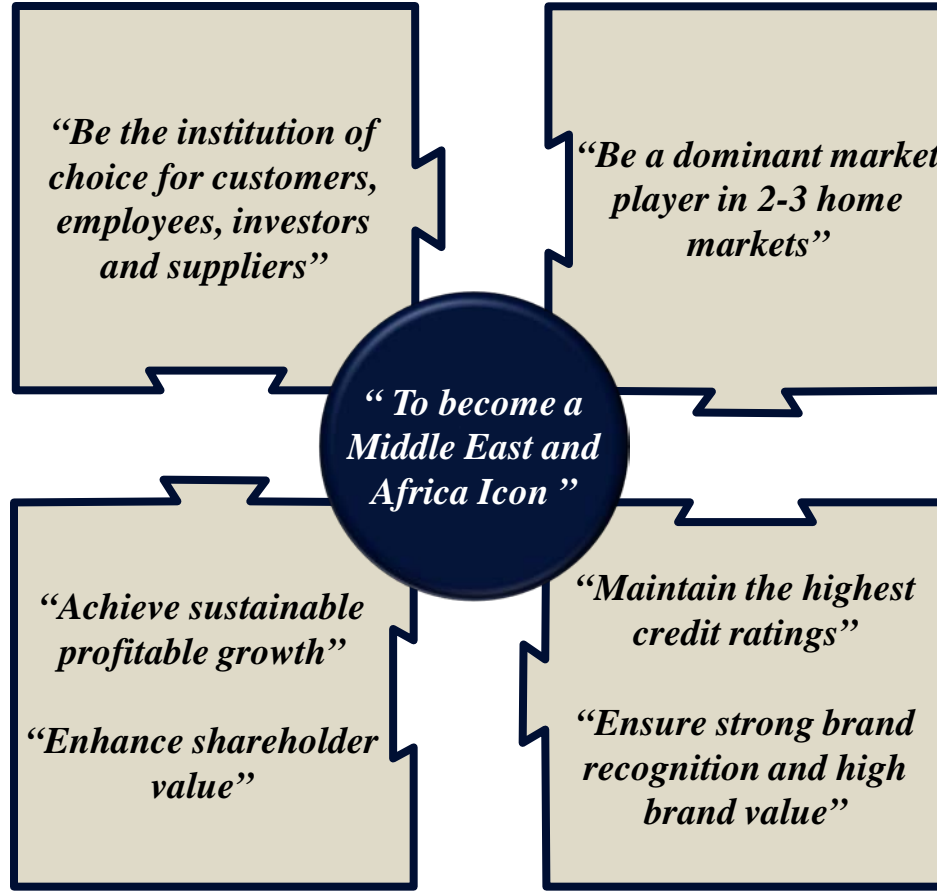 “Be the institution of
choice for customers,
employees, investors
and suppliers”
“Be a dominant market
player in 2-3 home
markets”
“ To become a
Middle East and
Africa Icon ”
“Achieve sustainable
profitable growth”
“Enhance shareholder
value”
“Maintain the highest
credit ratings”
“Ensure strong brand
recognition and high
brand value”